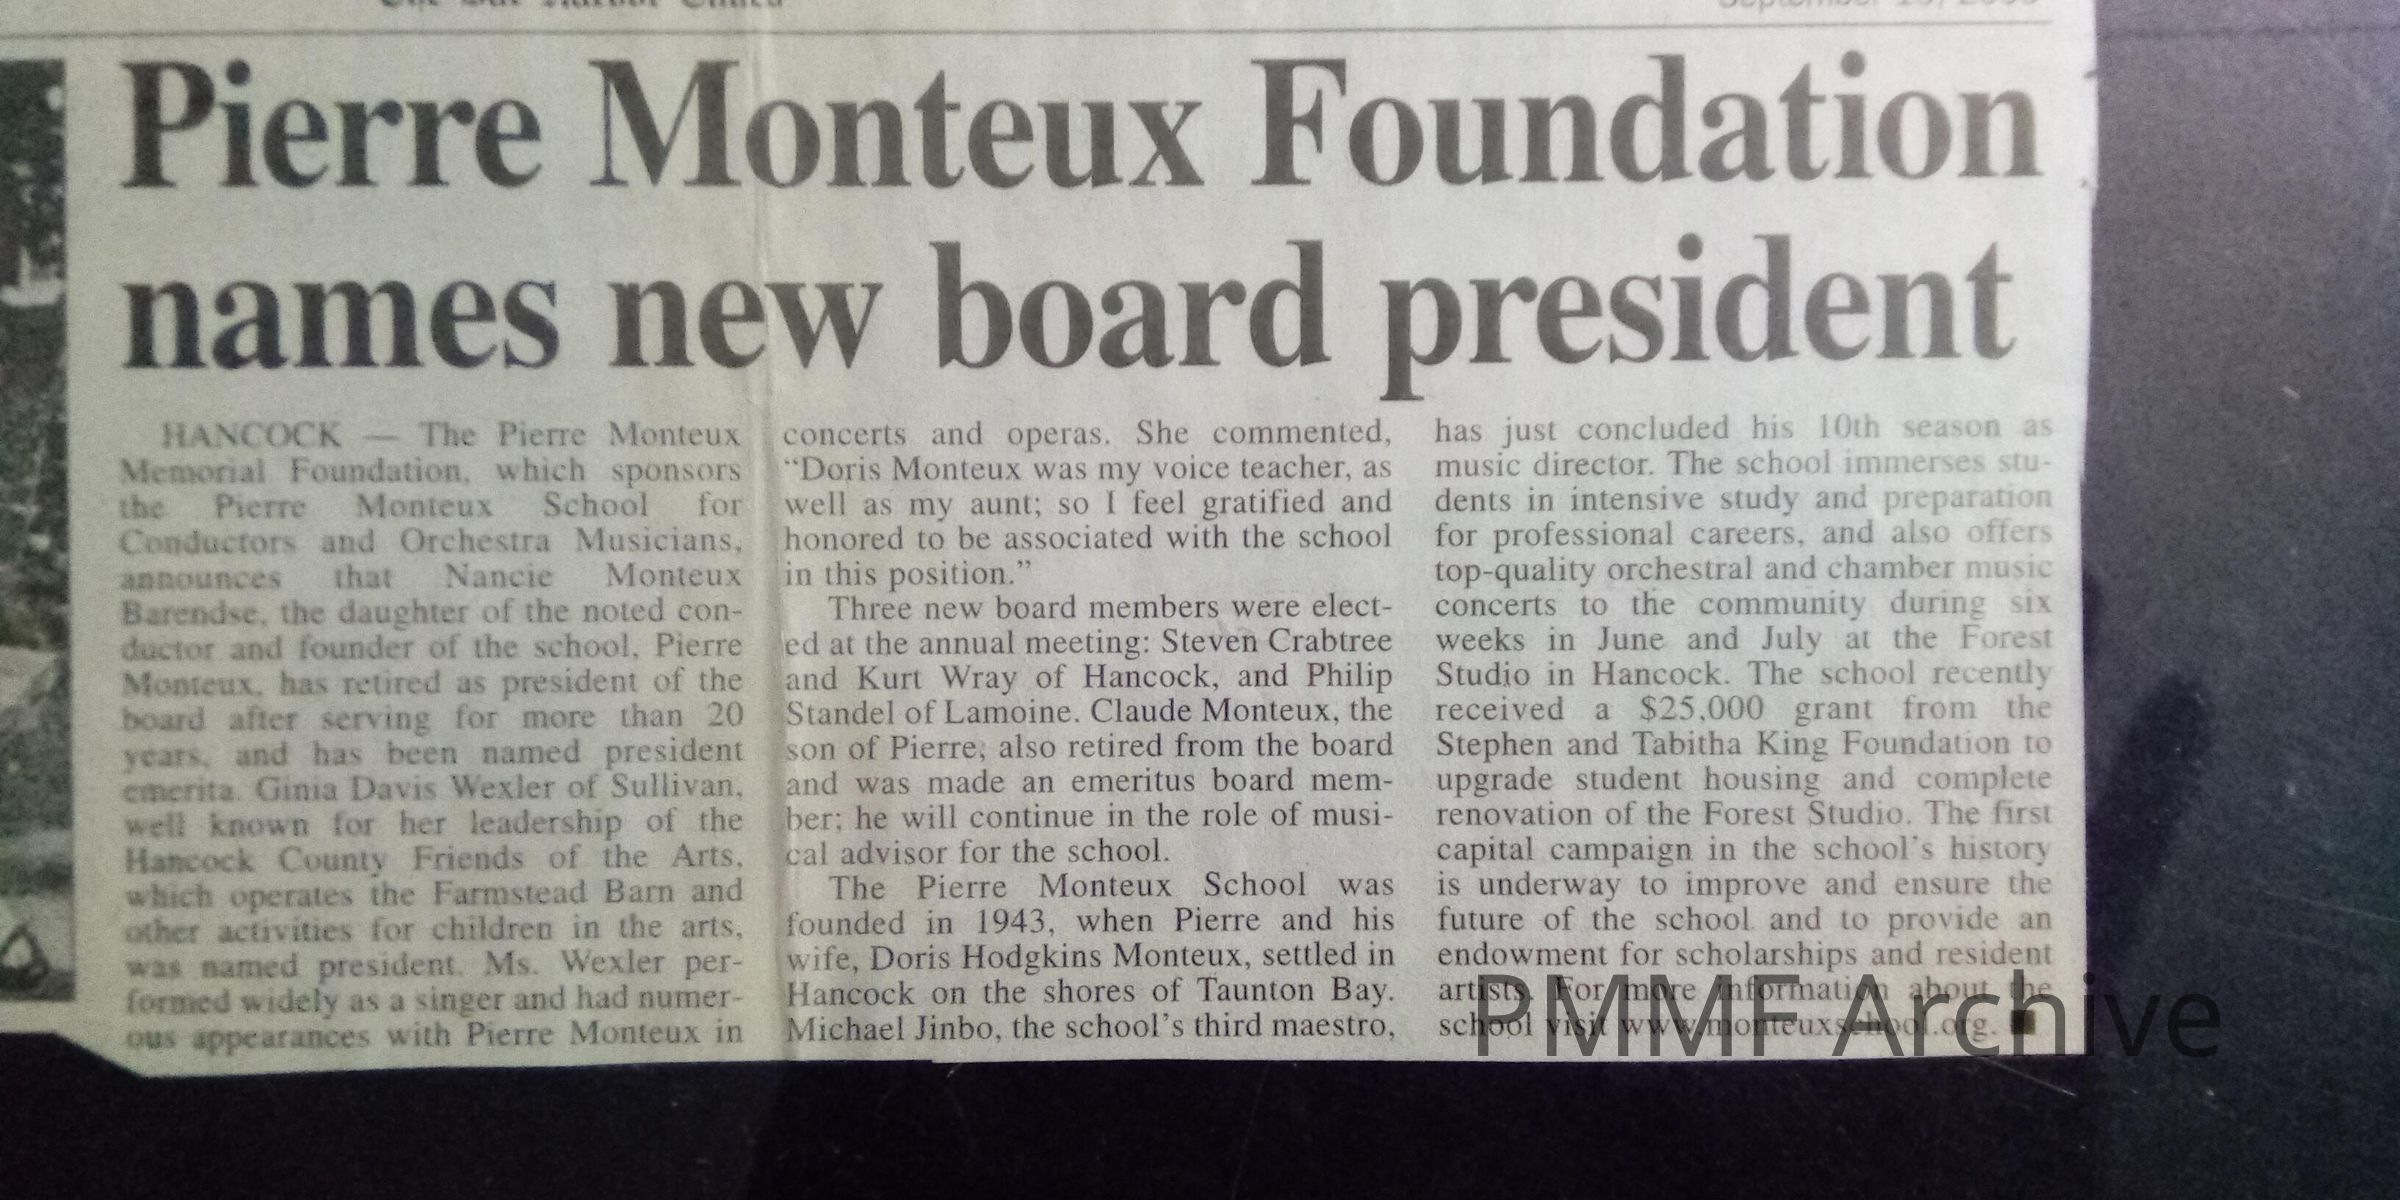 Pierre Monteux Foundation
names new board president
HANCOCK — The Pierre Monteux
Memorial Foundation, which sponsors
the Pierre Monteux School for
Conductors and Orchestra Musicians,
announces that Nancie Monteux
Barendse, the daughter of the noted con-
ductor and founder of the school, Pierre
Monteux, has retired as president of the
board after serving for more than 20
years, and has been named president
emerita. Ginia Davis Wexler of Sullivan,
well known for her leadership of the
Hancock County Friends of the Arts,
which operates the Farmstead Barn and
other activities for children in the arts,
was named president. Ms. Wexler per-
formed widely as a singer and had numer-
ous appearances with Pierre Monteux in
concerts and operas. She commented,
“Doris Monteux was my voice teacher, as
well as my aunt; so I feel gratified and
honored to be associated with the school
in this position.”
Three new board members were elect-
ed at the annual meeting: Steven Crabtree
and Kurt Wray of Hancock, and Philip
Standel of Lamoine. Claude Monteux, the
son of Pierre, also retired from the board
and was made an emeritus board mem-
ber; he will continue in the role of musi-
cal advisor for the school.
The Pierre Monteux School was
founded in 1943, when Pierre and his
wife, Doris Hodgkins Monteux, settled in
Hancock on the shores of Taunton Bay.
Michael Jinbo, the school’s third maestro,
has just concluded his 10th season as
music director. The school immerses stu-
dents in intensive study and preparation
for professional careers, and also offers
top-quality orchestral and chamber music
concerts to the community during six
weeks in June and July at the Forest
Studio in Hancock. The school recently
received a $25,000 grant from the
Stephen and Tabitha King Foundation to
upgrade student housing and complete
renovation of the Forest Studio. The first
capital campaign in the school’s history
is underway to improve and ensure the
future of the school and to provide an
endowment for scholarships and resident
artists. For more information about the
school visit www.monteuxschool.org.
PMMF Archive